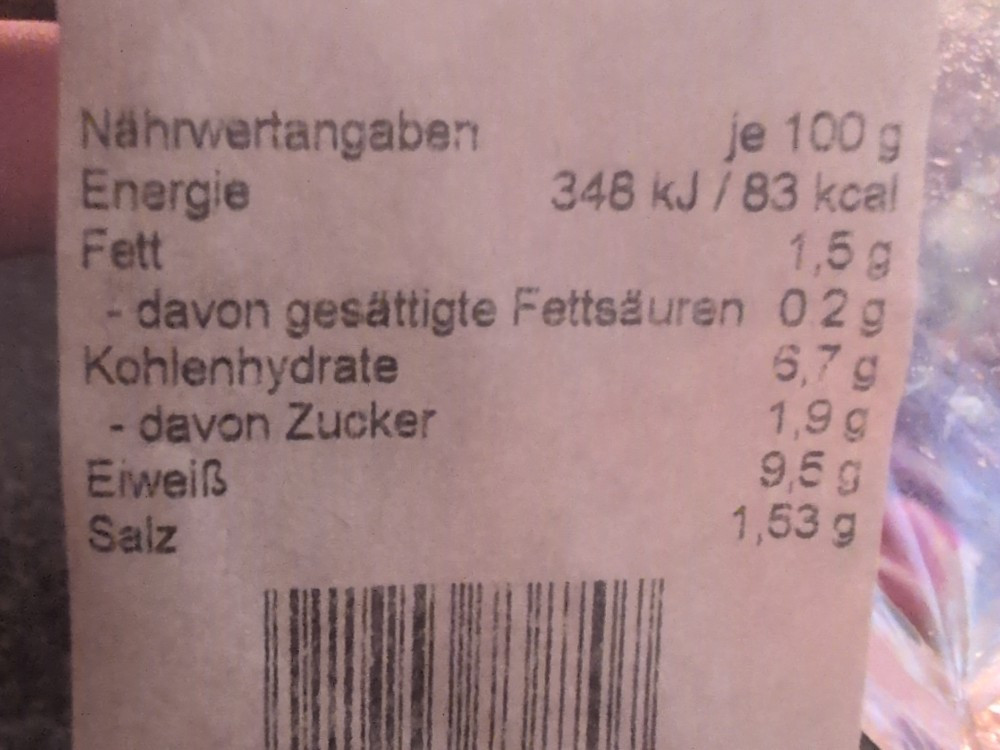 Nährwertangaben je 100 g
Energie 348 kJ / 83 kcal
Fett 1,5 g
- davon gesättigte Fettsäuren 0,2 g
Kohlenhydrate 6,7 g
- davon Zucker 1,9 g
Eiweiß 9,5 g
Salz 1,53 g